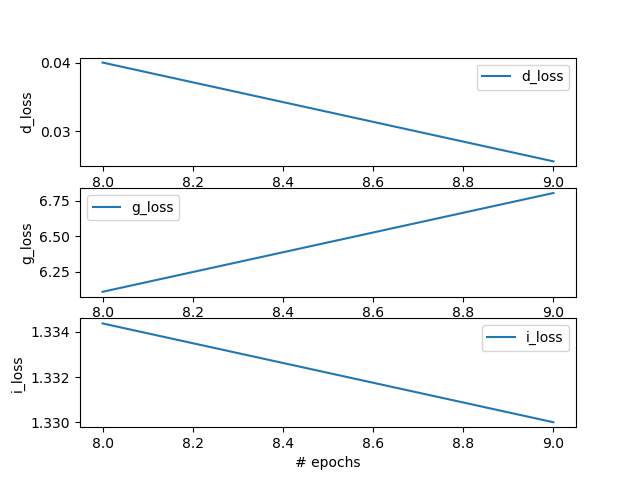 0.04
0.03
d_loss
d_loss
8.0 8.2 8.4 8.6 8.8 9.0
6.75
6.50
6.25
g_loss
g_loss
8.0 8.2 8.4 8.6 8.8 9.0
1.334
1.332
1.330
i_loss
i_loss
8.0 8.2 8.4 8.6 8.8 9.0
# epochs